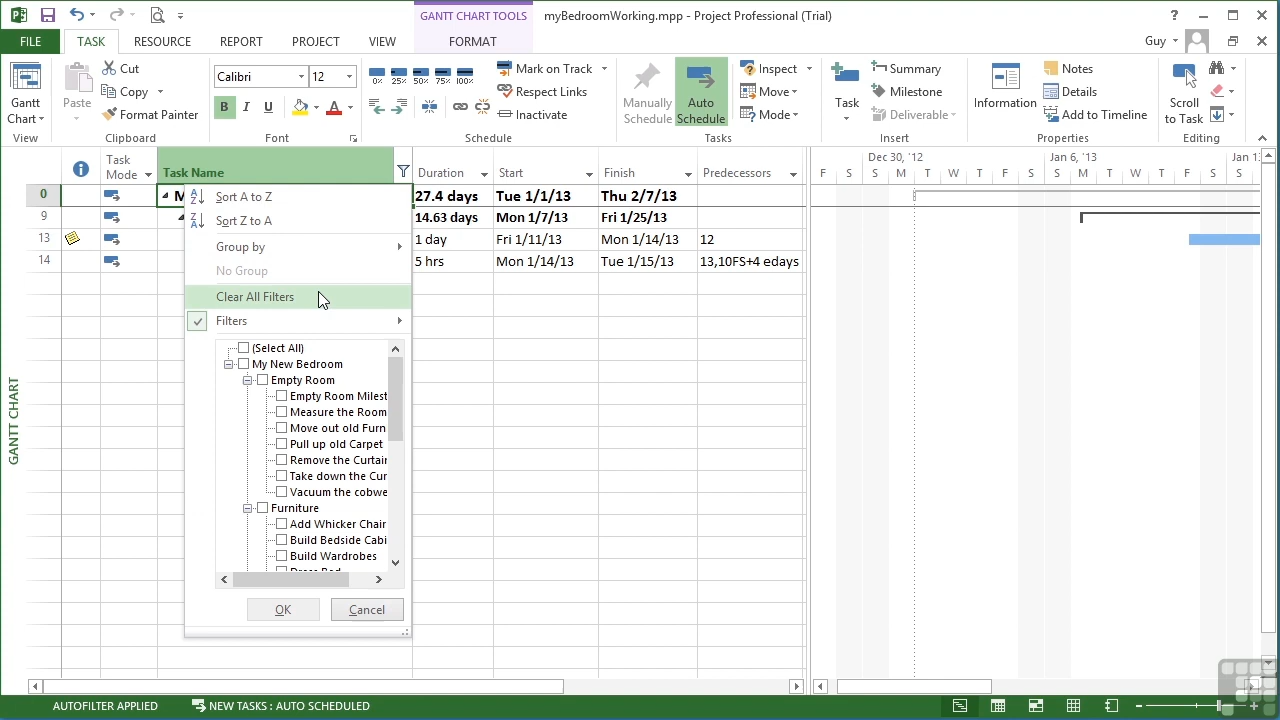 GANTT CHART TOOLS
myBedroomWorking.mpp - Project Professional (Trial)
?
FILE
TASK
RESOURCE
REPORT
PROJECT
VIEW
FORMAT
Guy
Gantt Chart
View
Paste
Cut
Copy
Format Painter
Clipboard
Calibri
12
B I U A
Font
0% 25% 50% 75% 100%
Mark on Track
Respect Links
Inactivate
Schedule
Manually Schedule
Auto Schedule
Inspect
Move
Mode
Tasks
Task
Summary
Milestone
Deliverable
Insert
Information
Notes
Details
Add to Timeline
Properties
Scroll to Task
Editing
Task Mode
Task Name
Duration
Start
Finish
Predecessors
Dec 30, '12
Jan 6, '13
Jan 1
F S S M T W T F S S M T W T F S S
0 M 27.4 days Tue 1/1/13 Thu 2/7/13
9 14.63 days Mon 1/7/13 Fri 1/25/13
13 1 day Fri 1/11/13 Mon 1/14/13 12
14 5 hrs Mon 1/14/13 Tue 1/15/13 13,10FS+4 edays
Sort A to Z
Sort Z to A
Group by
No Group
Clear All Filters
Filters
(Select All)
My New Bedroom
Empty Room
Empty Room Milest
Measure the Room
Move out old Furn
Pull up old Carpet
Remove the Curtain
Take down the Cur
Vacuum the cobwe
Furniture
Add Whicker Chair
Build Bedside Cabi
Build Wardrobes
OK
Cancel
GANTT CHART
AUTOFILTER APPLIED
NEW TASKS : AUTO SCHEDULED